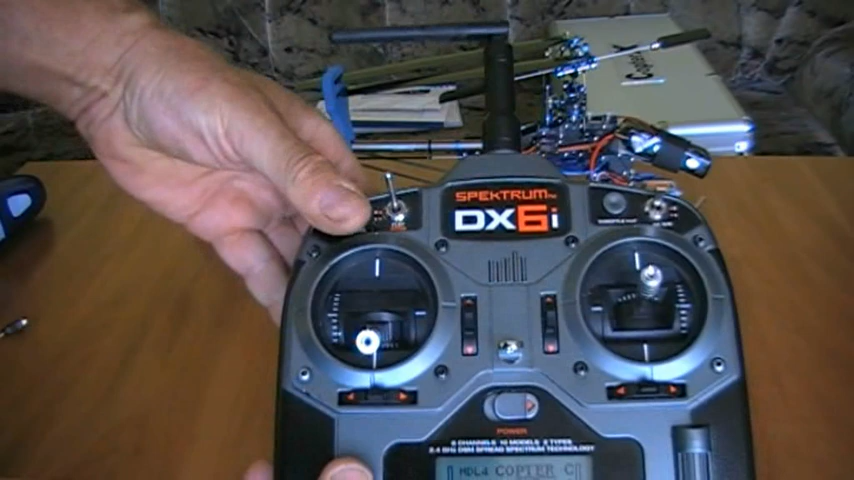 SPEKTRUM
DX6i
POWER
6 CHANNELS 10 MODELS 2 TYPES
2.4 GHz DSM SPREAD SPECTRUM TECHNOLOGY
MDL4 COPTER C